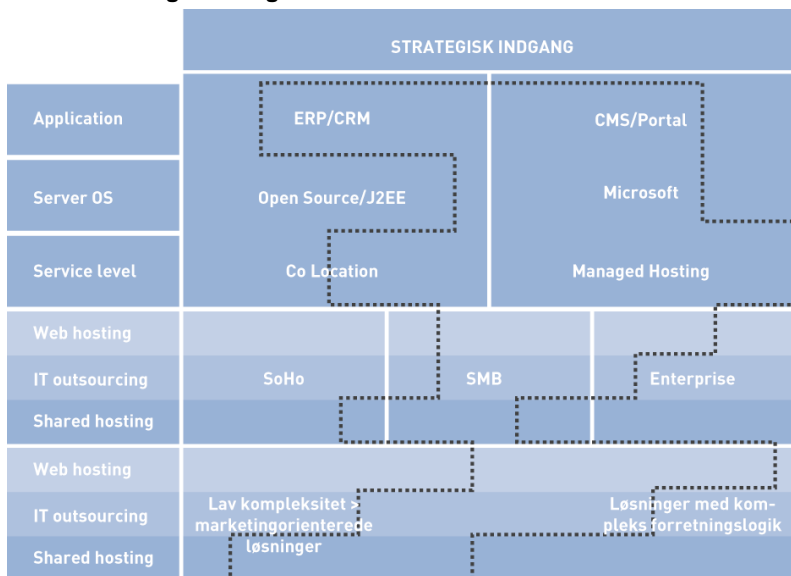 STRATEGISK INDGANG
Application
ERP/CRM
CMS/Portal
Server OS
Open Source/J2EE
Microsoft
Service level
Co Location
Managed Hosting
Web hosting
IT outsourcing
SoHo
SMB
Enterprise
Shared hosting
Web hosting
IT outsourcing
Lav kompleksitet >
marketingorienterede
løsninger
Løsninger med kom-
pleks forretningslogik
Shared hosting